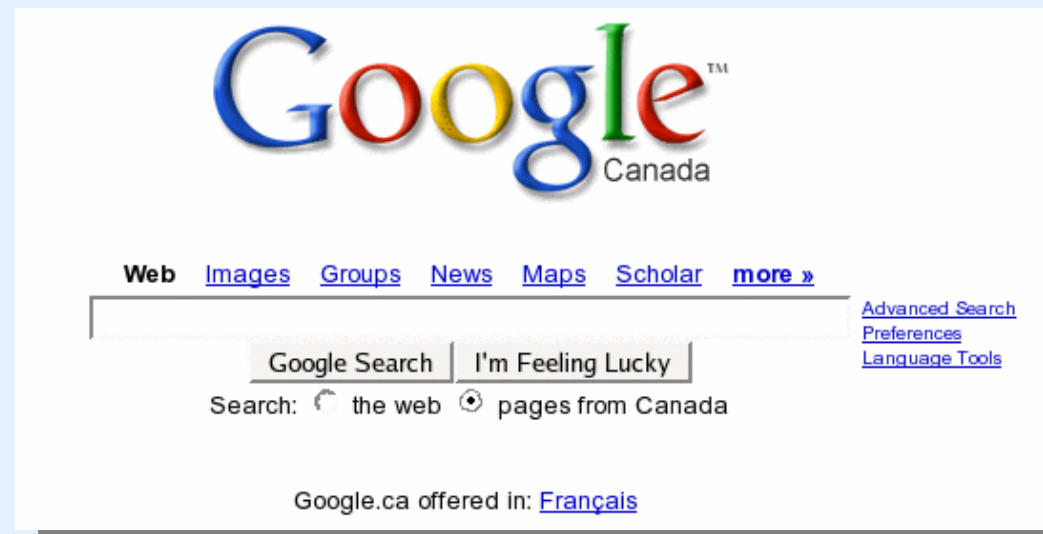 Google™
Canada
Web Images Groups News Maps Scholar more »
Advanced Search
Preferences
Language Tools
Google Search I'm Feeling Lucky
Search: the web pages from Canada
Google.ca offered in: Français